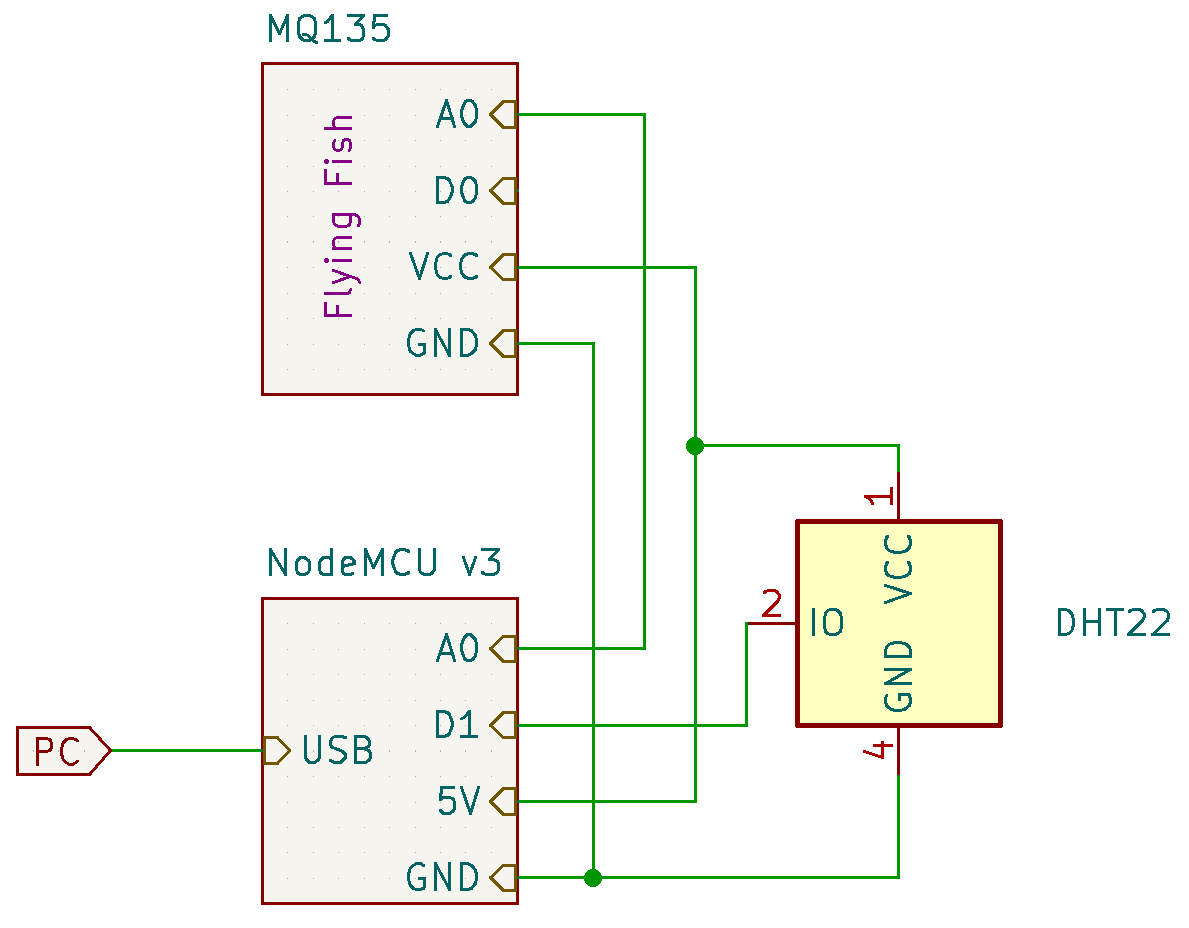 MQ135
Flying Fish
A0
D0
VCC
GND
NodeMCU v3
A0
D1
5V
GND
USB
PC
1
VCC
2
IO
GND
4
DHT22